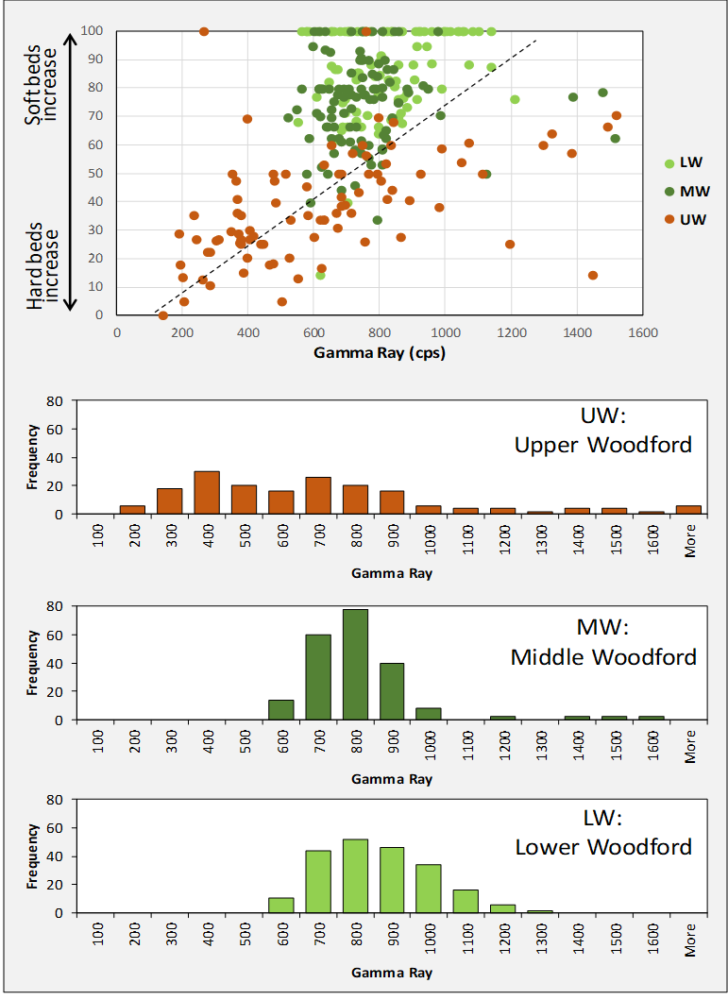 Soft beds
increase
Hard beds
increase
100
90
80
70
60
50
40
30
20
10
0
0 200 400 600 800 1000 1200 1400 1600
Gamma Ray (cps)
LW
MW
UW
UW:
Upper Woodford
Frequency
80
60
40
20
0
100 200 300 400 500 600 700 800 900 1000 1100 1200 1300 1400 1500 1600 More
Gamma Ray
MW:
Middle Woodford
Frequency
80
60
40
20
0
100 200 300 400 500 600 700 800 900 1000 1100 1200 1300 1400 1500 1600 More
Gamma Ray
LW:
Lower Woodford
Frequency
80
60
40
20
0
100 200 300 400 500 600 700 800 900 1000 1100 1200 1300 1400 1500 1600 More
Gamma Ray